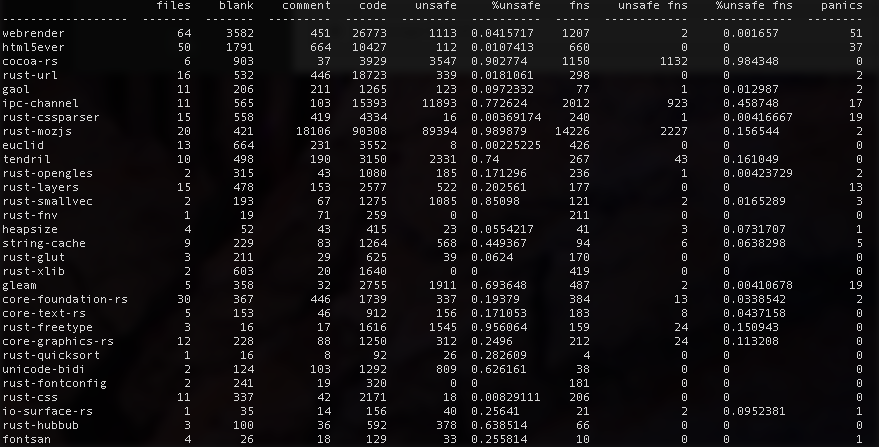 files blank comment code unsafe %unsafe fns unsafe fns %unsafe fns panics
------------------ ------- ------- --------- ------- -------- ---------- ------- ------------ ------------- --------
webrender 64 3582 451 26773 1113 0.0415717 1207 2 0.001657 51
html5ever 50 1791 664 10427 112 0.0107413 660 0 0 37
cocoa-rs 6 903 37 3929 3547 0.902774 1150 1132 0.984348 0
rust-url 16 532 446 18723 339 0.0181061 298 0 0 2
gaol 11 206 211 1265 123 0.0972332 77 1 0.012987 2
ipc-channel 11 565 103 15393 11893 0.772624 2012 923 0.458748 17
rust-cssparser 15 558 419 4334 16 0.00369174 240 1 0.00416667 19
rust-mozjs 20 421 18106 90308 89394 0.989879 14226 2227 0.156544 2
euclid 13 664 231 3552 8 0.00225225 426 0 0 0
tendril 10 498 190 3150 2331 0.74 267 43 0.161049 0
rust-opengles 2 315 43 1080 185 0.171296 236 1 0.00423729 2
rust-layers 15 478 153 2577 522 0.202561 177 0 0 13
rust-smallvec 2 193 67 1275 1085 0.85098 121 2 0.0165289 3
rust-fnv 1 19 71 259 0 0 211 0 0 0
heapsize 4 52 43 415 23 0.0554217 41 3 0.0731707 1
string-cache 9 229 83 1264 568 0.449367 94 6 0.0638298 5
rust-glut 3 211 29 625 39 0.0624 170 0 0 0
rust-xlib 2 603 20 1640 0 0 419 0 0 0
gleam 5 358 32 2755 1911 0.693648 487 2 0.00410678 19
core-foundation-rs 30 367 446 1739 337 0.19379 384 13 0.0338542 2
core-text-rs 5 153 46 912 156 0.171053 183 8 0.0437158 0
rust-freetype 3 16 17 1616 1545 0.956064 159 24 0.150943 0
core-graphics-rs 12 228 88 1250 312 0.2496 212 24 0.113208 0
rust-quicksort 1 16 8 92 26 0.282609 4 0 0 0
unicode-bidi 2 124 103 1292 809 0.626161 38 0 0 2
rust-fontconfig 2 241 19 320 0 0 181 0 0 0
rust-css 11 337 42 2171 18 0.00829111 206 0 0 0
io-surface-rs 1 35 14 156 40 0.25641 21 2 0.0952381 1
rust-hubbub 3 100 36 592 378 0.638514 66 0 0 0
fontsan 4 26 18 129 33 0.255814 10 0 0 1